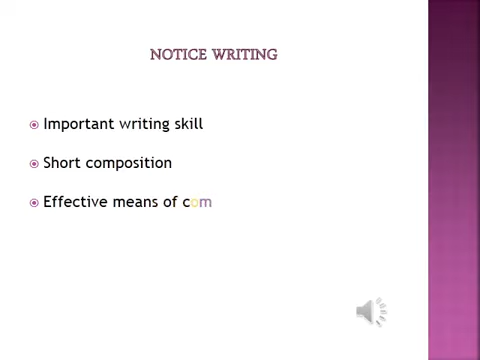 NOTICE WRITING
Important writing skill
Short composition
Effective means of com